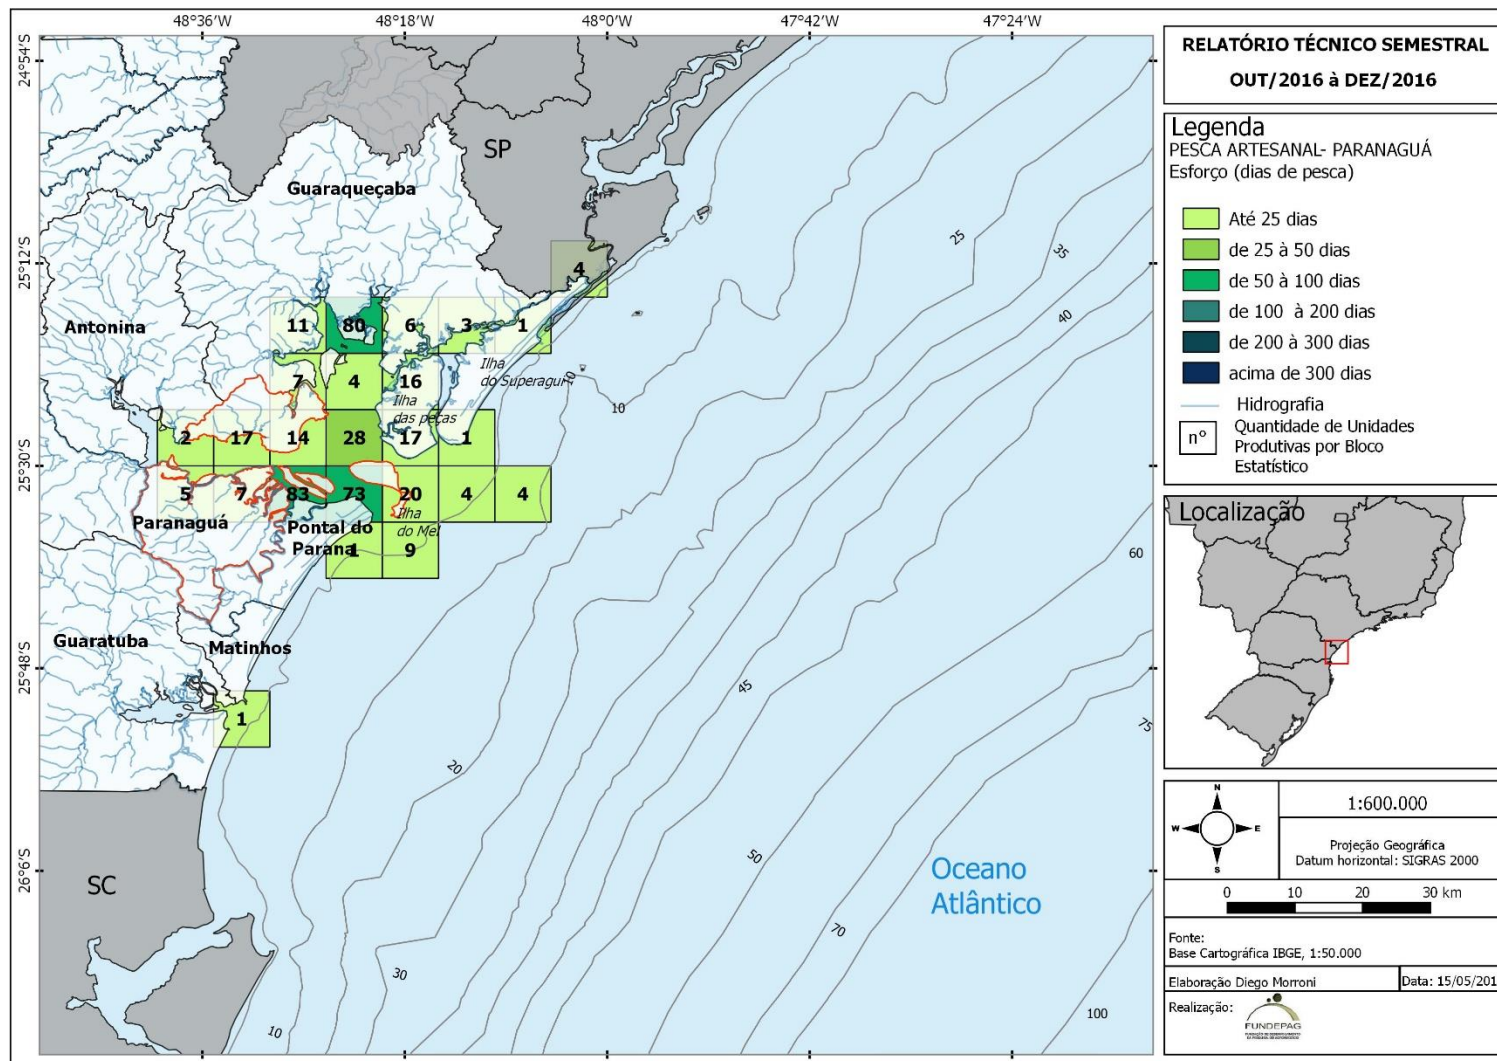 48°36'W 48°18'W 48°0'W 47°42'W 47°24'W
24°54'S
25°12'S
25°30'S
25°48'S
26°6'S
SP
Guaraqueçaba
Antonina
4
11 80 6 3 1
Ilha
do Superagui
7 4 16
Ilha
das peças
2 17 14 28 17 1
5 7 83 73 20 4 4
Paranaguá
Pontal do
Parana
Ilha
do Mel
1 9
Guaratuba
Matinhos
1
SC
Oceano
Atlântico
10
10
25
35
40
60
45
75
20
50
70
30
10
100
RELATÓRIO TÉCNICO SEMESTRAL
OUT/2016 à DEZ/2016
Legenda
PESCA ARTESANAL- PARANAGUÁ
Esforço (dias de pesca)
Até 25 dias
de 25 à 50 dias
de 50 à 100 dias
de 100 à 200 dias
de 200 à 300 dias
acima de 300 dias
Hidrografia
nº
Quantidade de Unidades
Produtivas por Bloco
Estatístico
Localização
N
W E
S
1:600.000
Projeção Geográfica
Datum horizontal: SIGRAS 2000
0 10 20 30 km
Fonte:
Base Cartográfica IBGE, 1:50.000
Elaboração Diego Morroni
Data: 15/05/201
Realização:
FUNDEPAG